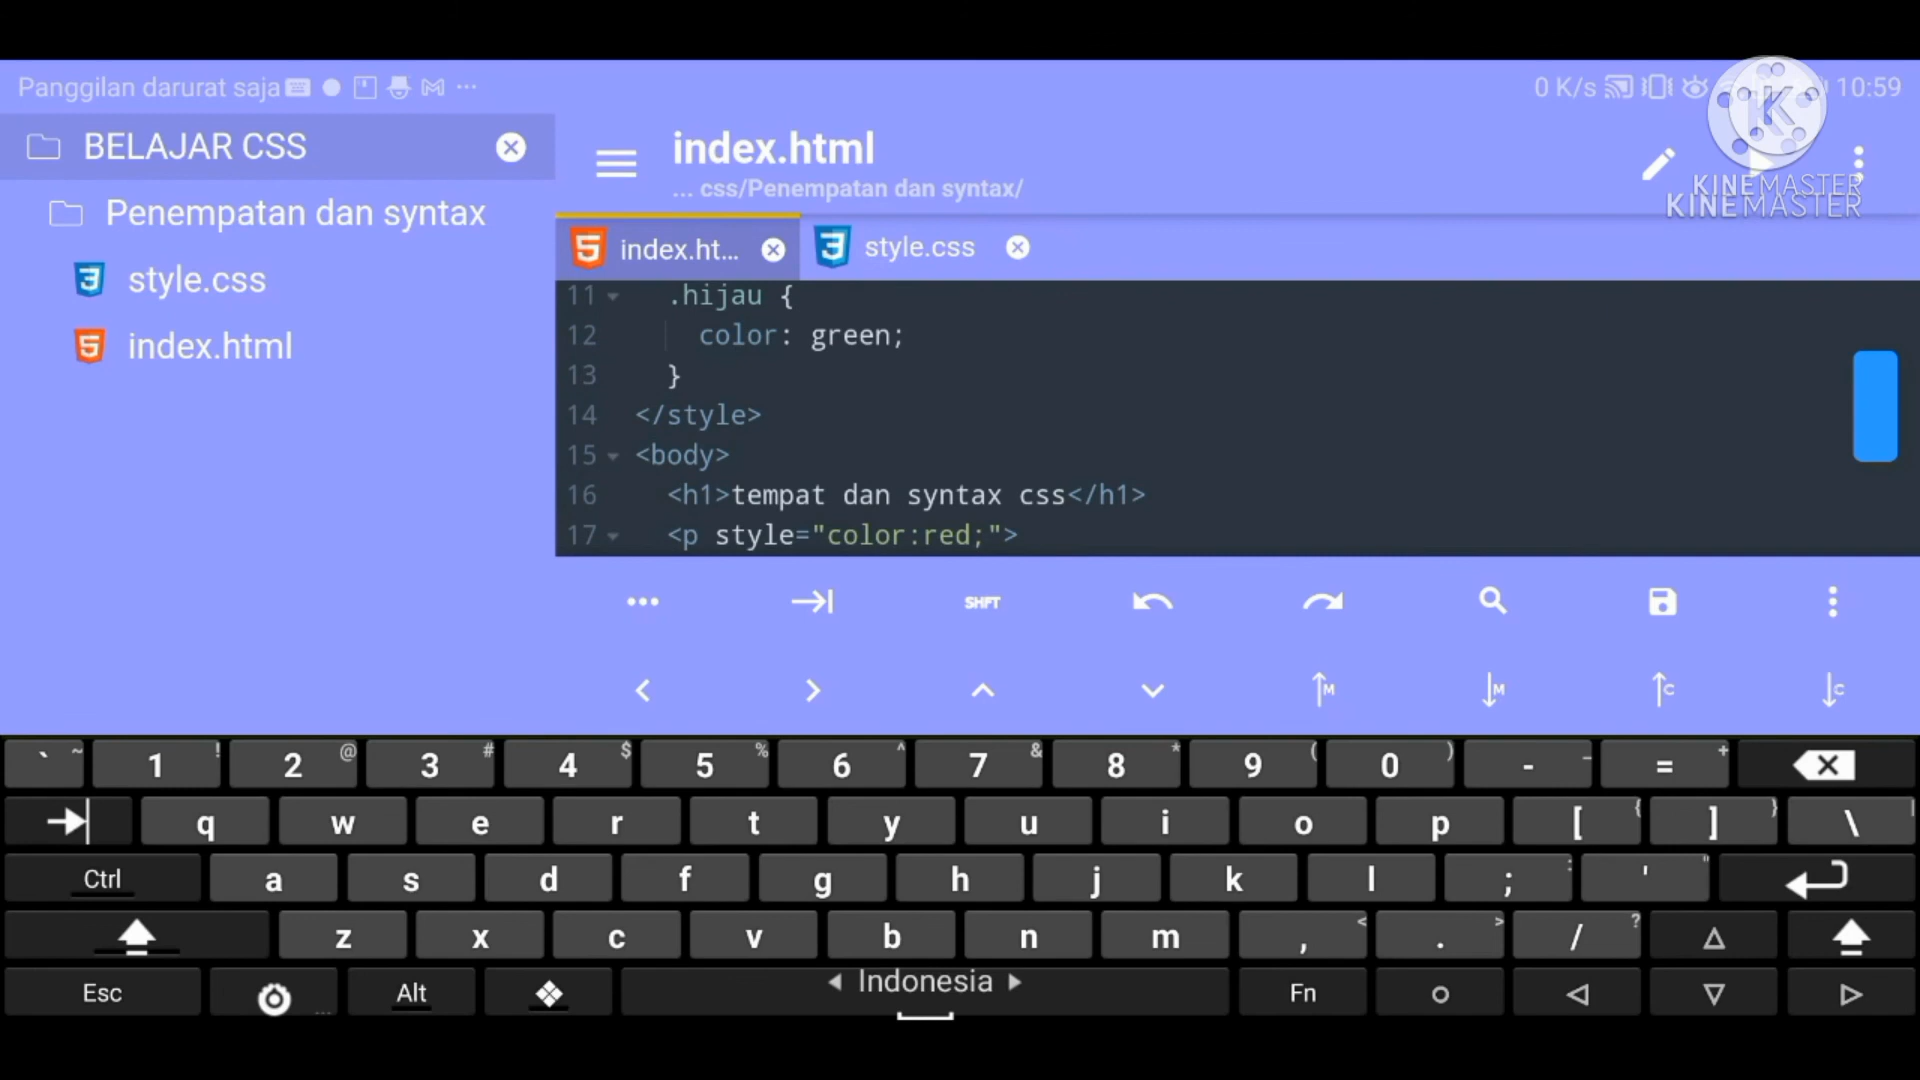 Panggilan darurat saja ...
0 K/s 10:59
KINEMASTER
KINEMASTER
BELAJAR CSS
Penempatan dan syntax
style.css
index.html
index.html
... css/Penempatan dan syntax/
index.ht... style.css
11 .hijau {
12 color: green;
13 }
14 </style>
15 <body>
16 <h1>tempat dan syntax css</h1>
17 <p style="color:red;">
SHFT
M M C C
` ~ 1 ! 2 @ 3 # 4 $ 5 % 6 ^ 7 & 8 * 9 ( 0 ) - _ = +
q w e r t y u i o p [ { ] } \ |
Ctrl a s d f g h j k l ; : ' "
z x c v b n m , < . > / ?
Esc Alt Indonesia Fn